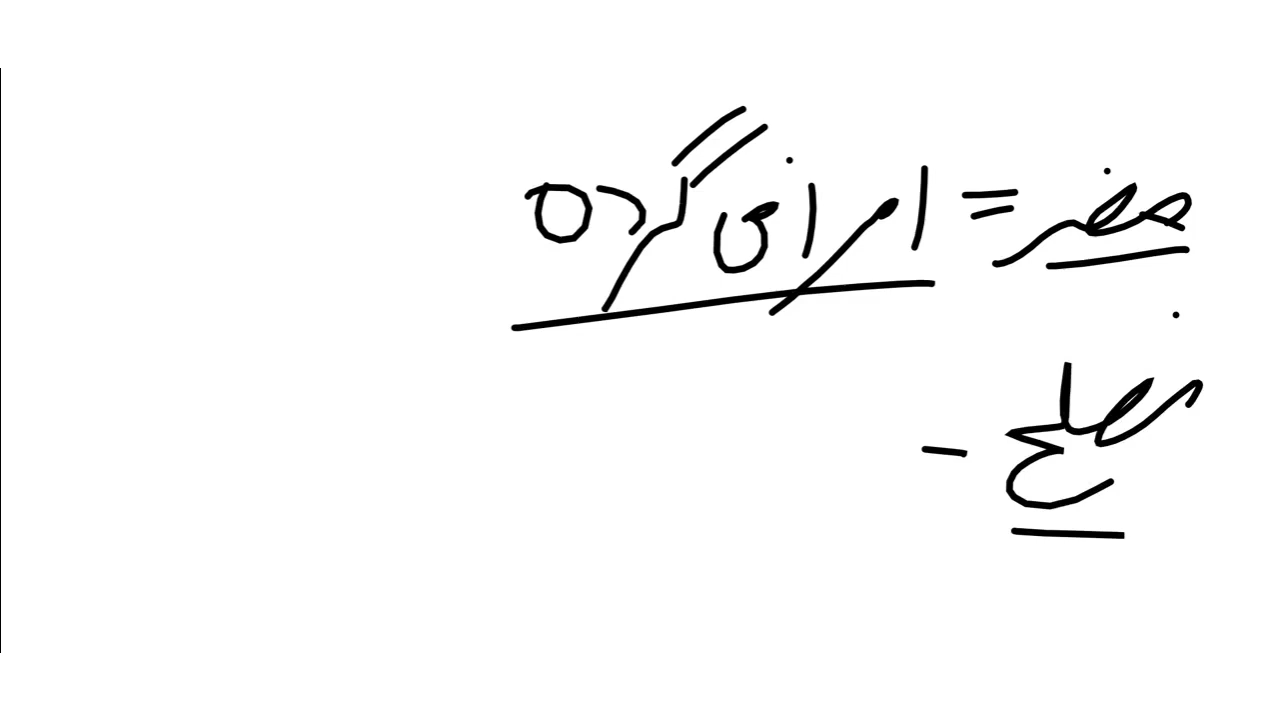 مضر = امراض گرده
مصلح -